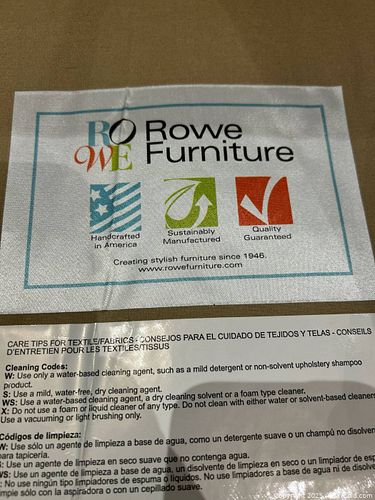 RO
WE
Rowe
Furniture
Handcrafted
in America
Sustainably
Manufactured
Quality
Guaranteed
Creating stylish furniture since 1946.
www.rowefurniture.com
CARE TIPS FOR TEXTILE/FABRICS - CONSEJOS PARA EL CUIDADO DE TEJIDOS Y TELAS - CONSEILS
D'ENTRETIEN POUR LES TEXTILES/TISSUS
Cleaning Codes:
W: Use only a water-based cleaning agent, such as a mild detergent or non-solvent upholstery shampoo
product.
S: Use a mild, water-free, dry cleaning agent.
WS: Use a water-based cleaning agent, a dry cleaning solvent or a foam type cleaner.
X: Do not use a foam or liquid cleaner of any type. Do not clean with either water or solvent-based cleaners
Use a vacuuming or light brushing only.
Códigos de limpieza:
W: Use sólo un agente de limpieza a base de agua, como un detergente suave o un champú no disolven
para tapicería.
: Use un agente de limpieza en seco suave que no contenga agua.
WS: Use un agente de limpieza a base de agua, un disolvente de limpieza en seco o un limpiador de esp
: No use ningún tipo limpiadores de espuma o líquidos. No use limpiadores a base de agua ni de disolve
impie sólo con la aspiradora o con un cepillado suave.